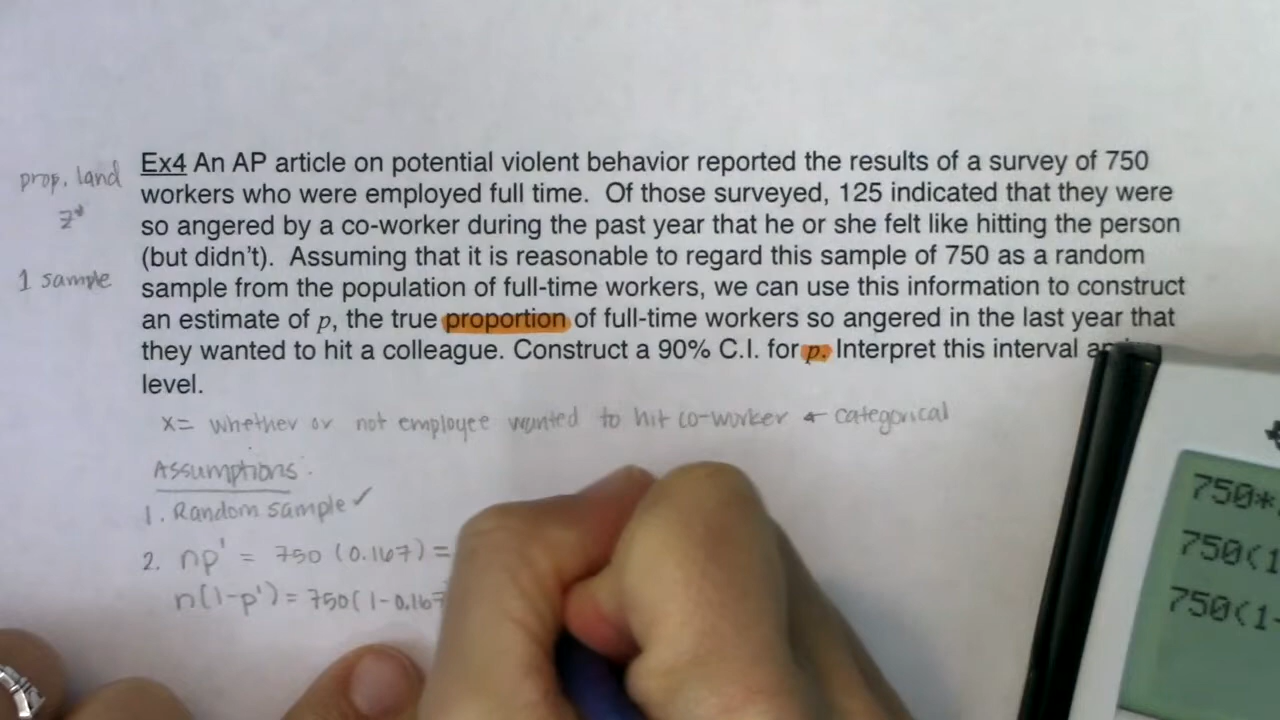 prop. land
z*
1 sample
Ex4 An AP article on potential violent behavior reported the results of a survey of 750
workers who were employed full time. Of those surveyed, 125 indicated that they were
so angered by a co-worker during the past year that he or she felt like hitting the person
(but didn't). Assuming that it is reasonable to regard this sample of 750 as a random
sample from the population of full-time workers, we can use this information to construct
an estimate of p, the true proportion of full-time workers so angered in the last year that
they wanted to hit a colleague. Construct a 90% C.I. for p. Interpret this interval
level.
x= whether or not employee wanted to hit co-worker ← categorical
Assumptions.
1. Random sample ✓
2. np' = 750 (0.167) =
n(1-p') = 750(1-0.167
750*
750(1
750(1-